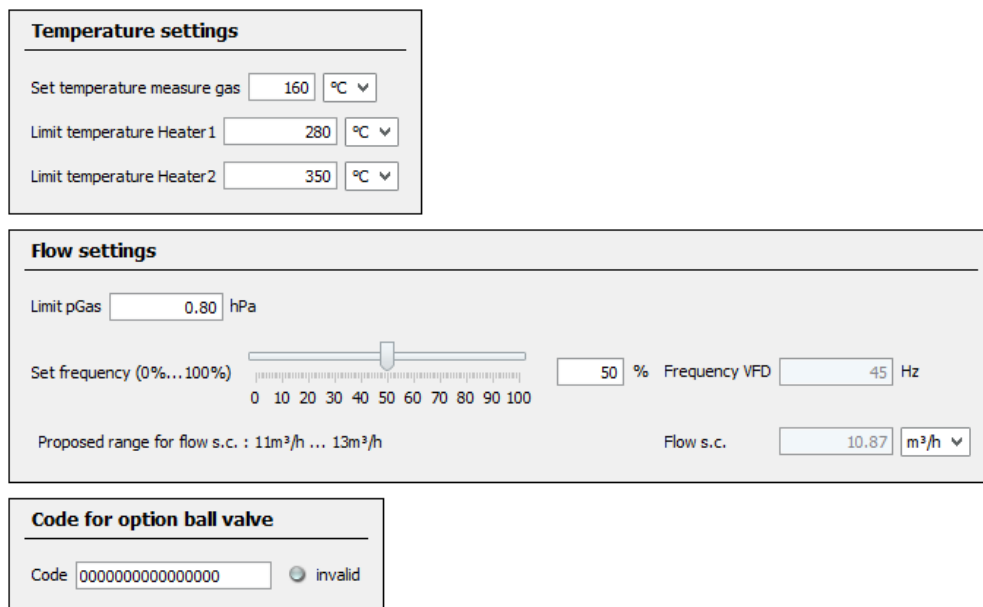 Temperature settings
Set temperature measure gas 160 °C
Limit temperature Heater1 280 °C
Limit temperature Heater2 350 °C
Flow settings
Limit pGas 0.80 hPa
Set frequency (0%...100%) 50 % Frequency VFD 45 Hz
0 10 20 30 40 50 60 70 80 90 100
Proposed range for flow s.c. : 11m³/h ... 13m³/h Flow s.c. 10.87 m³/h
Code for option ball valve
Code 0000000000000000 invalid